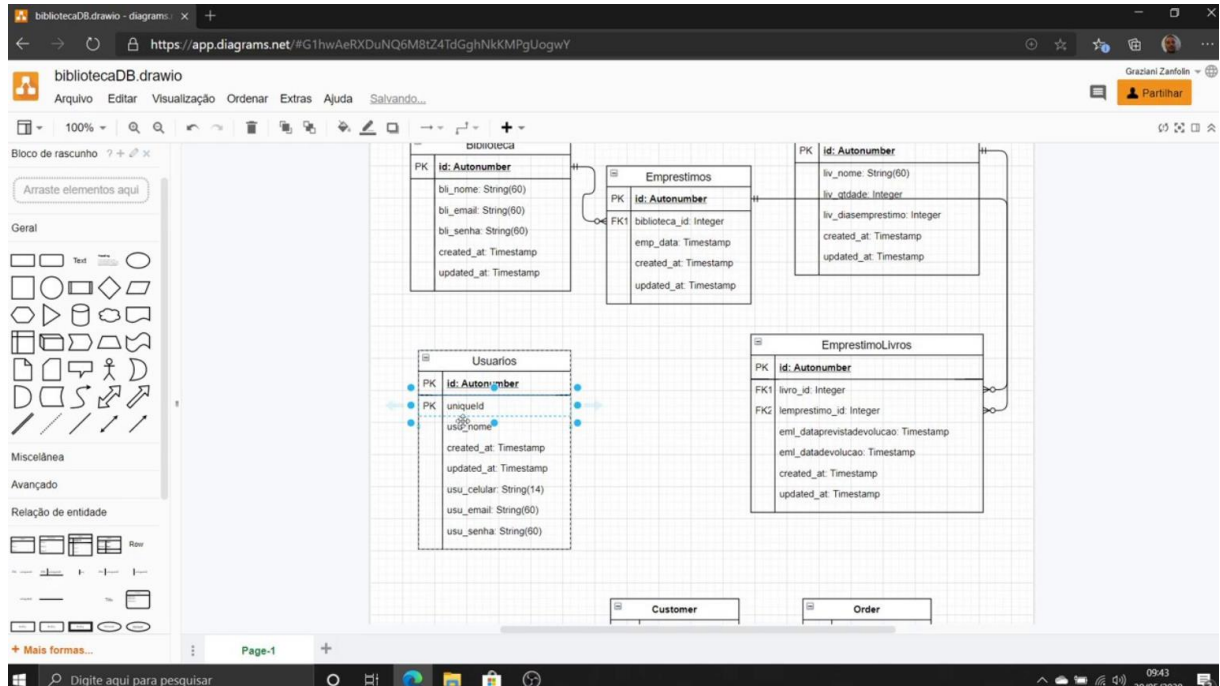 bibliotecaDB.drawio - diagrams.
https://app.diagrams.net/#G1hwAeRXDuNQ6M8tZ4TdGghNkKMPgUogwY
bibliotecaDB.drawio
Graziani Zanfolin
Arquivo Editar Visualização Ordenar Extras Ajuda Salvando...
Partilhar
100%
Bloco de rascunho ? +
Arraste elementos aqui
Geral
Text
Miscelânea
Avançado
Relação de entidade
Row
+ Mais formas...
Biblioteca
PK id: Autonumber
bli_nome: String(60)
bli_email: String(60)
bli_senha: String(60)
created_at: Timestamp
updated_at: Timestamp
Emprestimos
PK id: Autonumber
FK1 biblioteca_id: Integer
emp_data: Timestamp
created_at: Timestamp
updated_at: Timestamp
PK id: Autonumber
liv_nome: String(60)
liv_qtdade: Integer
liv_diasemprestimo: Integer
created_at: Timestamp
updated_at: Timestamp
Usuarios
PK id: Autonumber
PK uniqueId
usu_nome
created_at: Timestamp
updated_at: Timestamp
usu_celular: String(14)
usu_email: String(60)
usu_senha: String(60)
EmprestimoLivros
PK id: Autonumber
FK1 livro_id: Integer
FK2 lemprestimo_id: Integer
eml_dataprevistadevolucao: Timestamp
eml_datadevolucao: Timestamp
created_at: Timestamp
updated_at: Timestamp
Customer
Order
Page-1
Digite aqui para pesquisar
09:43